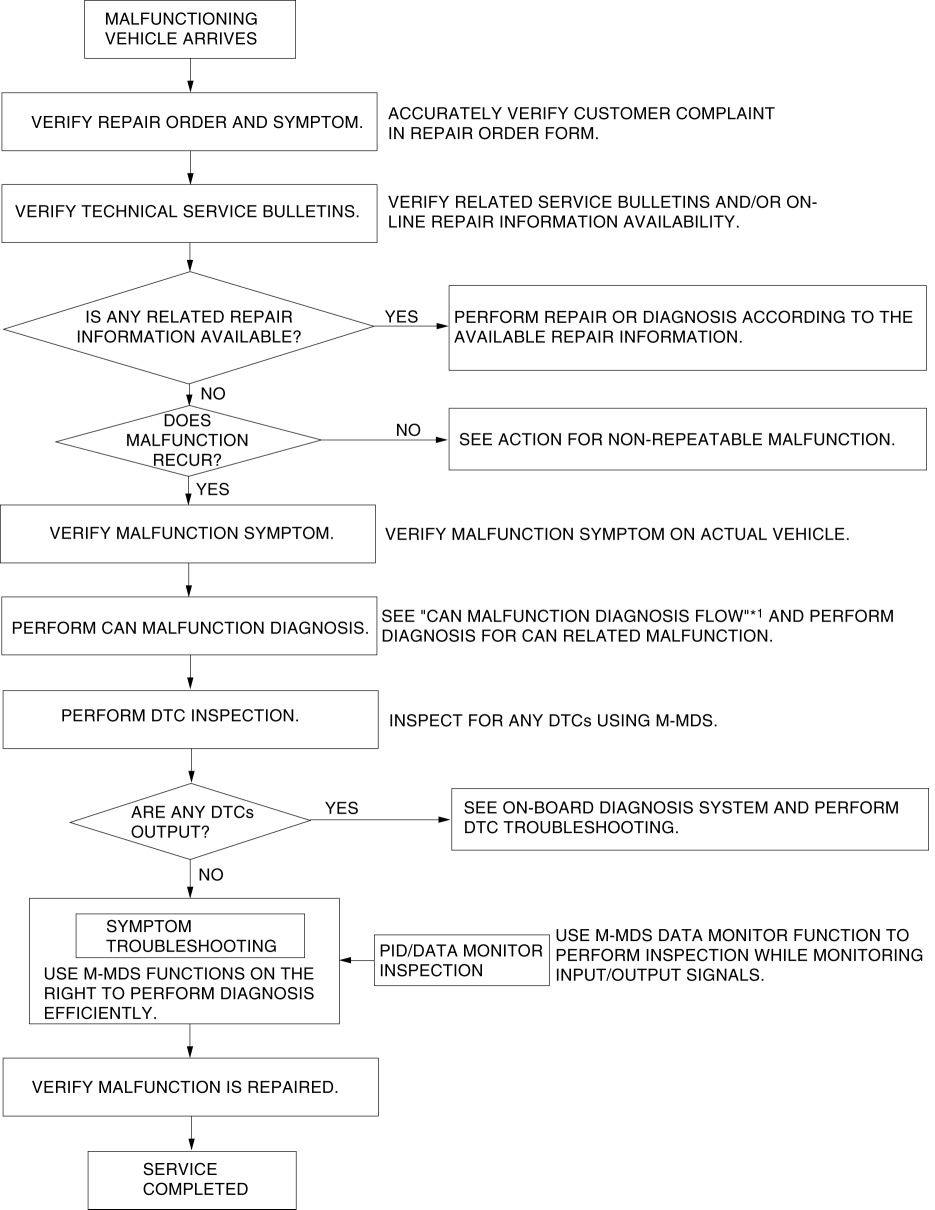 MALFUNCTIONING
VEHICLE ARRIVES
VERIFY REPAIR ORDER AND SYMPTOM.
ACCURATELY VERIFY CUSTOMER COMPLAINT
IN REPAIR ORDER FORM.
VERIFY TECHNICAL SERVICE BULLETINS.
VERIFY RELATED SERVICE BULLETINS AND/OR ON-
LINE REPAIR INFORMATION AVAILABILITY.
IS ANY RELATED REPAIR
INFORMATION AVAILABLE?
YES
PERFORM REPAIR OR DIAGNOSIS ACCORDING TO THE
AVAILABLE REPAIR INFORMATION.
NO
DOES
MALFUNCTION
RECUR?
NO
SEE ACTION FOR NON-REPEATABLE MALFUNCTION.
YES
VERIFY MALFUNCTION SYMPTOM.
VERIFY MALFUNCTION SYMPTOM ON ACTUAL VEHICLE.
PERFORM CAN MALFUNCTION DIAGNOSIS.
SEE "CAN MALFUNCTION DIAGNOSIS FLOW"*1 AND PERFORM
DIAGNOSIS FOR CAN RELATED MALFUNCTION.
PERFORM DTC INSPECTION.
INSPECT FOR ANY DTCs USING M-MDS.
ARE ANY DTCs
OUTPUT?
YES
SEE ON-BOARD DIAGNOSIS SYSTEM AND PERFORM
DTC TROUBLESHOOTING.
NO
SYMPTOM
TROUBLESHOOTING
USE M-MDS FUNCTIONS ON THE
RIGHT TO PERFORM DIAGNOSIS
EFFICIENTLY.
PID/DATA MONITOR
INSPECTION
USE M-MDS DATA MONITOR FUNCTION TO
PERFORM INSPECTION WHILE MONITORING
INPUT/OUTPUT SIGNALS.
VERIFY MALFUNCTION IS REPAIRED.
SERVICE
COMPLETED